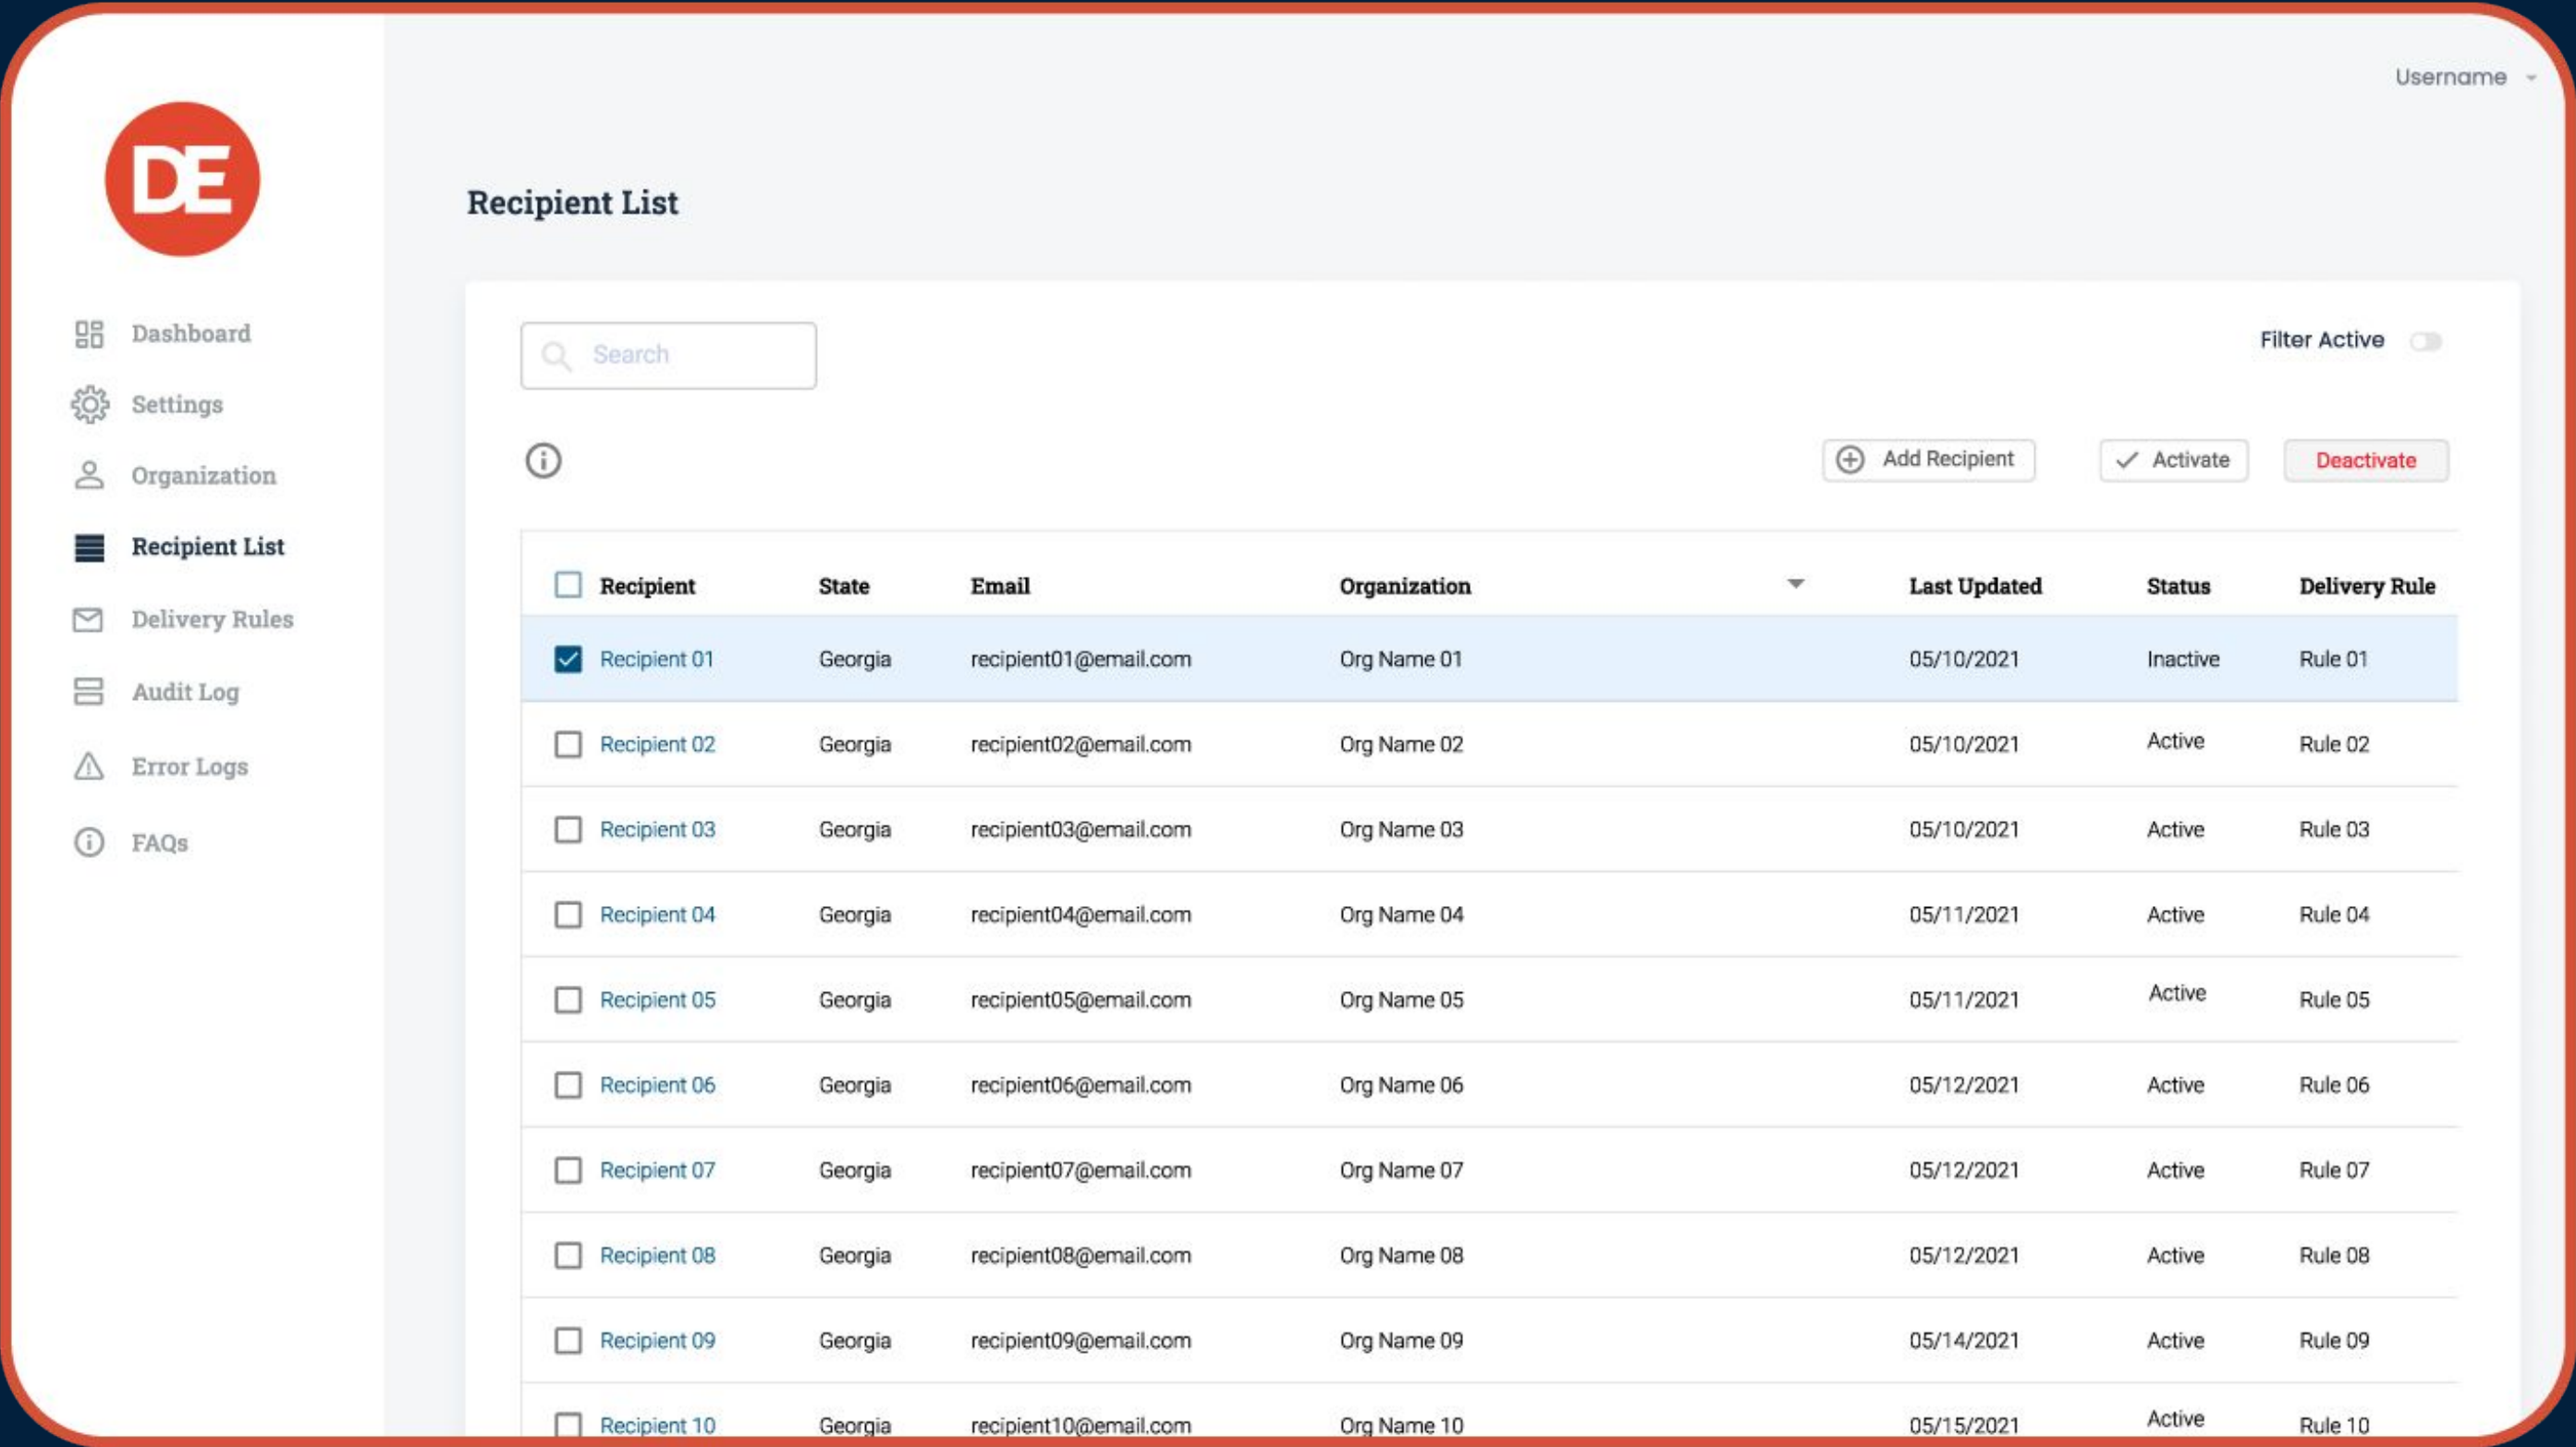 DE
Username
Dashboard
Settings
Organization
Recipient List
Delivery Rules
Audit Log
Error Logs
FAQs
Recipient List
Search
Filter Active
Add Recipient Activate Deactivate
Recipient State Email Organization Last Updated Status Delivery Rule
Recipient 01 Georgia recipient01@email.com Org Name 01 05/10/2021 Inactive Rule 01
Recipient 02 Georgia recipient02@email.com Org Name 02 05/10/2021 Active Rule 02
Recipient 03 Georgia recipient03@email.com Org Name 03 05/10/2021 Active Rule 03
Recipient 04 Georgia recipient04@email.com Org Name 04 05/11/2021 Active Rule 04
Recipient 05 Georgia recipient05@email.com Org Name 05 05/11/2021 Active Rule 05
Recipient 06 Georgia recipient06@email.com Org Name 06 05/12/2021 Active Rule 06
Recipient 07 Georgia recipient07@email.com Org Name 07 05/12/2021 Active Rule 07
Recipient 08 Georgia recipient08@email.com Org Name 08 05/12/2021 Active Rule 08
Recipient 09 Georgia recipient09@email.com Org Name 09 05/14/2021 Active Rule 09
Recipient 10 Georgia recipient10@email.com Org Name 10 05/15/2021 Active Rule 10